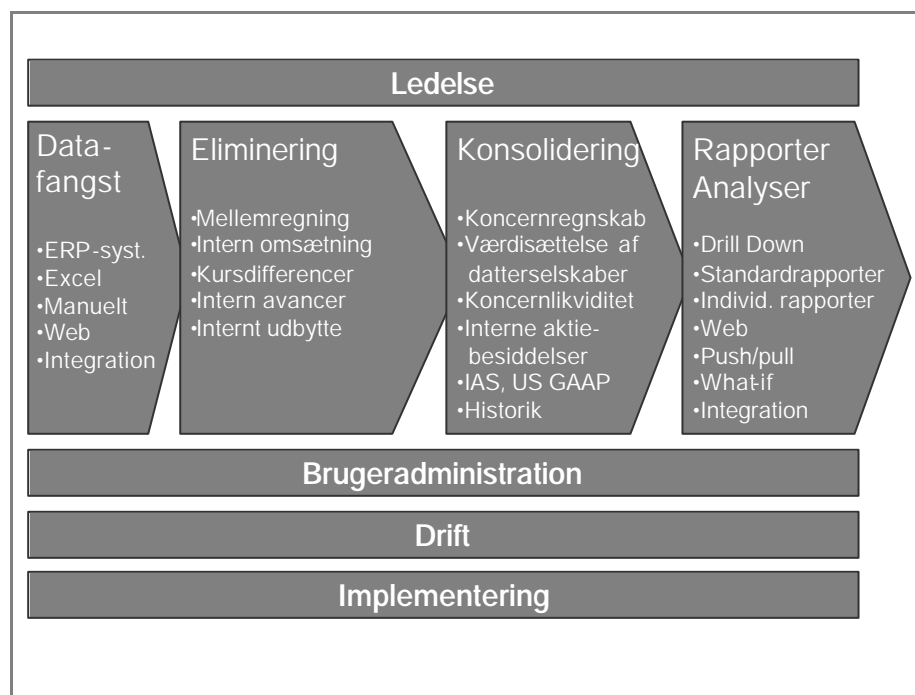 Ledelse
Data-
fangst
•ERP-syst.
•Excel
•Manuelt
•Web
•Integration
Eliminering
•Mellemregning
•Intern omsætning
•Kursdifferencer
•Intern avancer
•Internt udbytte
Konsolidering
•Koncernregnskab
•Værdisættelse af
datterselskaber
•Koncernlikviditet
•Interne aktie-
besiddelser
•IAS, US GAAP
•Historik
Rapporter
Analyser
•Drill Down
•Standardrapporter
•Individ. rapporter
•Web
•Push/pull
•What-if
•Integration
Brugeradministration
Drift
Implementering